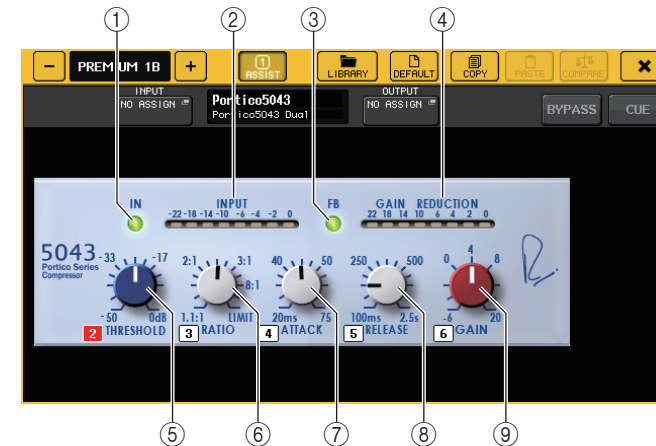 ① ② ③ ④
− PREMIUM 1B + 1 ASSIST LIBRARY DEFAULT COPY PASTE COMPARE ×
INPUT OUTPUT
NO ASSIGN Portico5043 NO ASSIGN BYPASS CUE
Portico5043 Dual
IN INPUT FB GAIN REDUCTION
-22 -18 -14 -10 -6 -4 -2 0 22 18 14 10 6 4 2 0
5043
Portico Series
Compressor
-33 -17 2:1 3:1 40 50 250 500 0 4 8
8:1
-50 0dB 1.1:1 LIMIT 20ms 75 100ms 2.5s -6 20
2 THRESHOLD 3 RATIO 4 ATTACK 5 RELEASE 6 GAIN
⑤ ⑥ ⑦ ⑧ ⑨